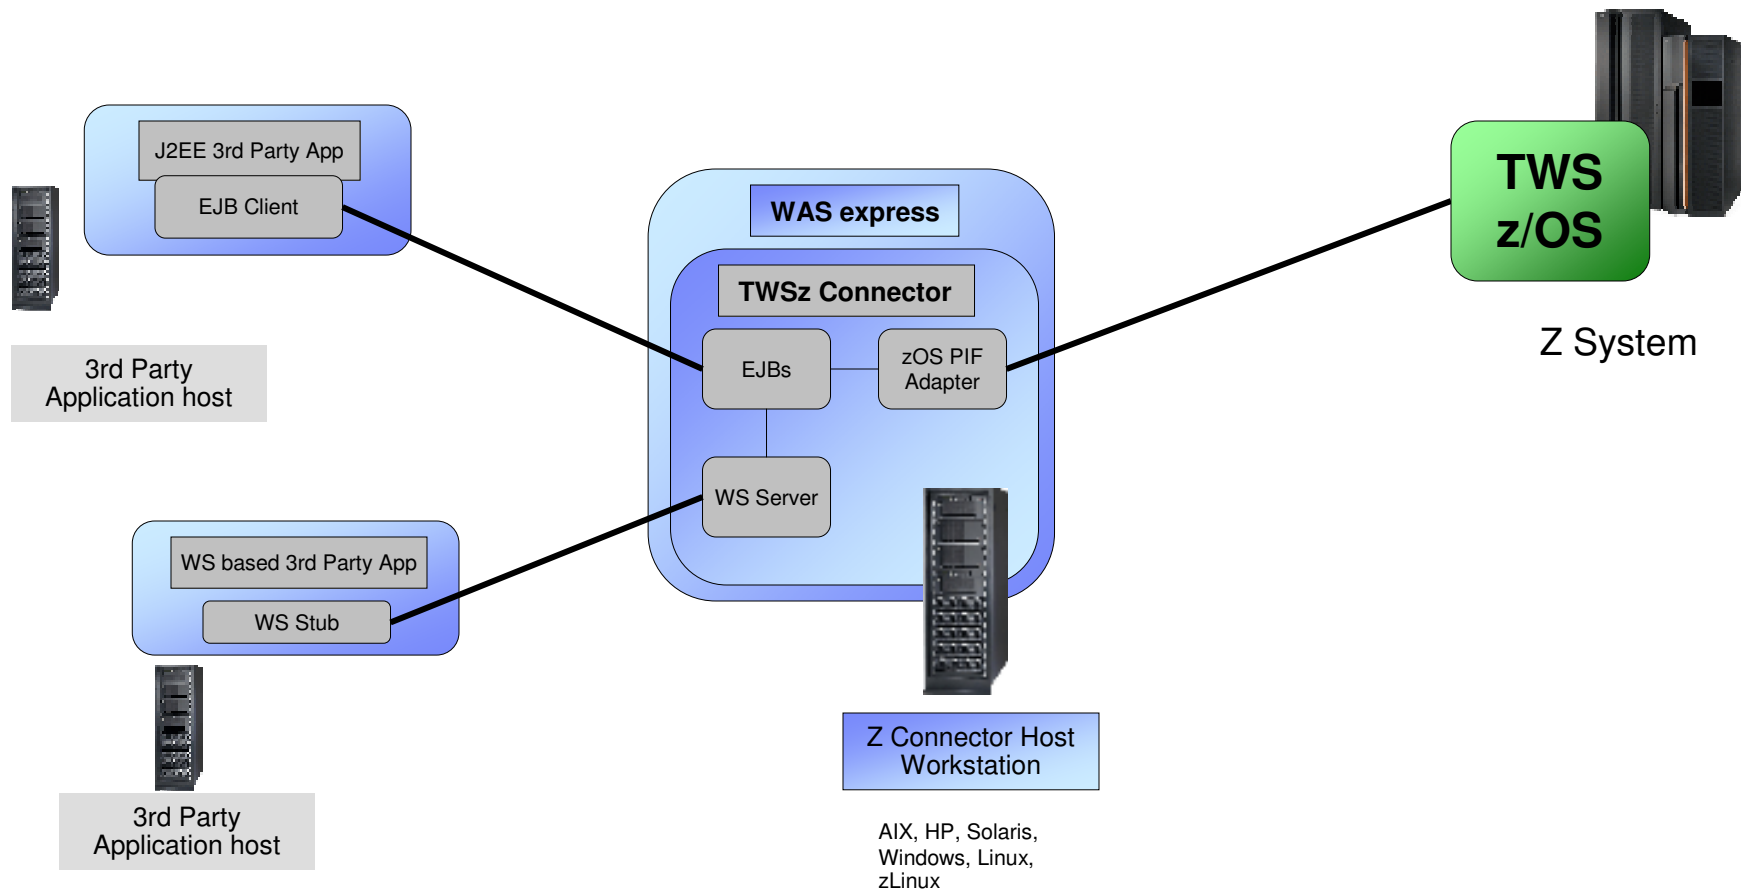 J2EE 3rd Party App
EJB Client
3rd Party
Application host
WS based 3rd Party App
WS Stub
3rd Party
Application host
WAS express
TWSz Connector
EJBs
zOS PIF
Adapter
WS Server
Z Connector Host
Workstation
AIX, HP, Solaris,
Windows, Linux,
zLinux
TWS
z/OS
Z System